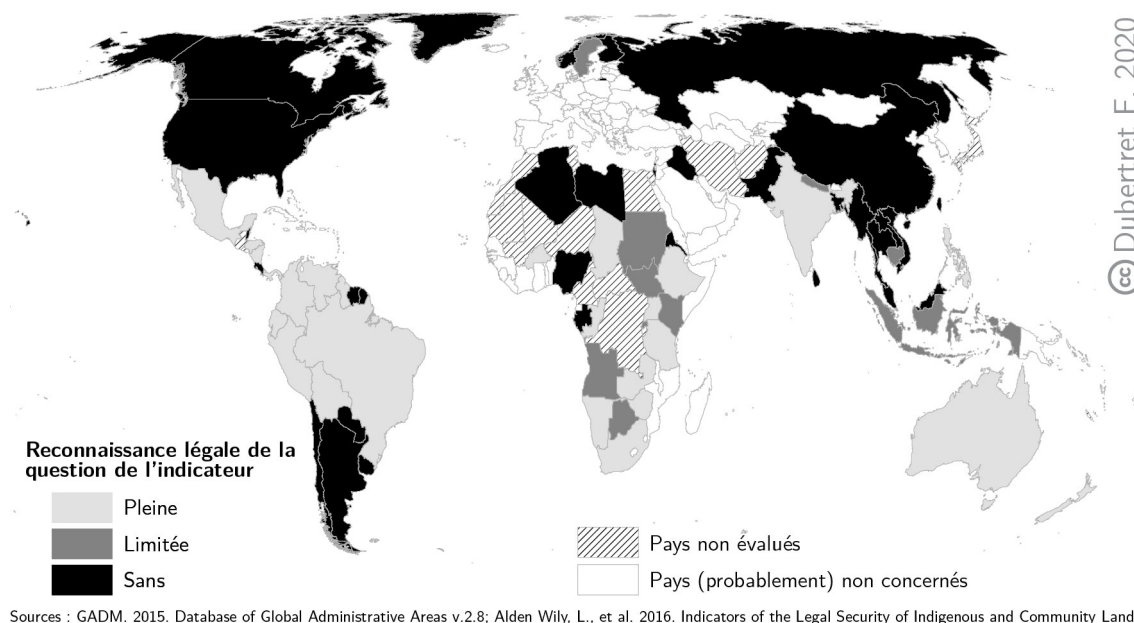 cc Dubertret F. 2020
Reconnaissance légale de la
question de l'indicateur
Pleine
Limitée
Sans
Pays non évalués
Pays (probablement) non concernés
Sources : GADM. 2015. Database of Global Administrative Areas v.2.8; Alden Wily, L., et al. 2016. Indicators of the Legal Security of Indigenous and Community Land